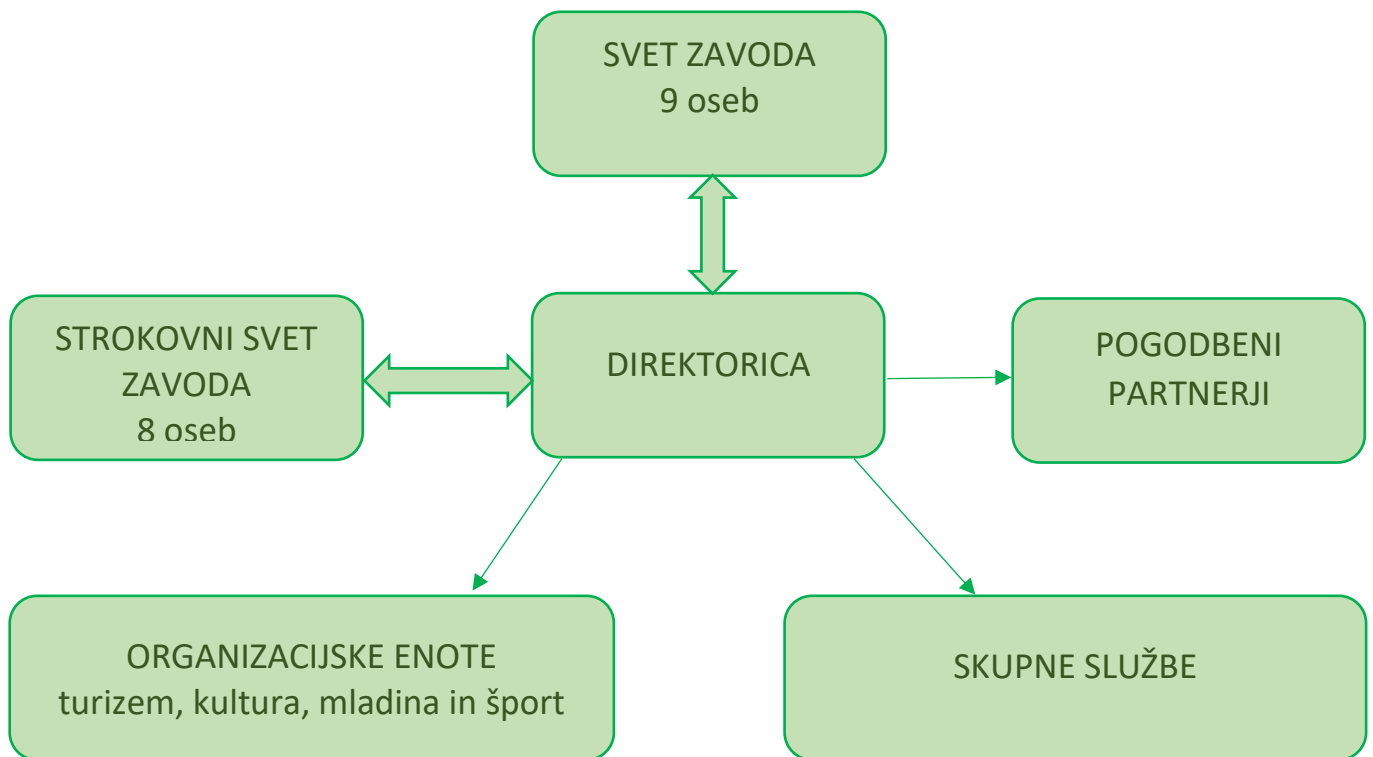 SVET ZAVODA
9 oseb
STROKOVNI SVET
ZAVODA
8 oseb
DIREKTORICA
POGODBENI
PARTNERJI
ORGANIZACIJSKE ENOTE
turizem, kultura, mladina in šport
SKUPNE SLUŽBE